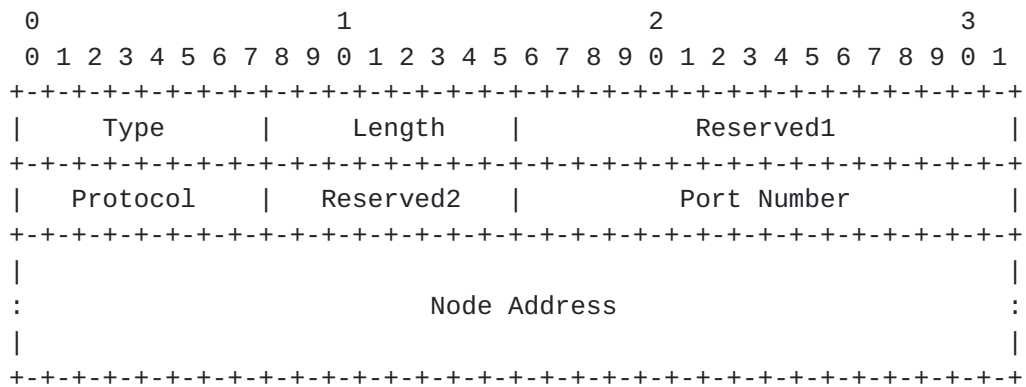 0                   1                   2                   3
 0 1 2 3 4 5 6 7 8 9 0 1 2 3 4 5 6 7 8 9 0 1 2 3 4 5 6 7 8 9 0 1
+-+-+-+-+-+-+-+-+-+-+-+-+-+-+-+-+-+-+-+-+-+-+-+-+-+-+-+-+-+-+-+-+
|     Type      |     Length    |           Reserved1           |
+-+-+-+-+-+-+-+-+-+-+-+-+-+-+-+-+-+-+-+-+-+-+-+-+-+-+-+-+-+-+-+-+
|   Protocol    |   Reserved2   |          Port Number          |
+-+-+-+-+-+-+-+-+-+-+-+-+-+-+-+-+-+-+-+-+-+-+-+-+-+-+-+-+-+-+-+-+
|                                                               |
:                          Node Address                         :
|                                                               |
+-+-+-+-+-+-+-+-+-+-+-+-+-+-+-+-+-+-+-+-+-+-+-+-+-+-+-+-+-+-+-+-+